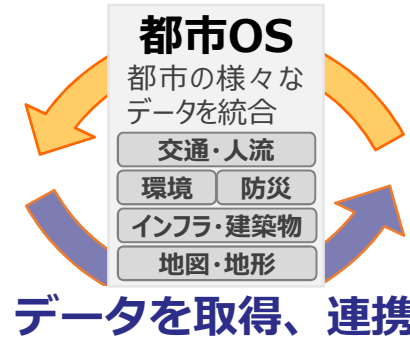 都市OS
都市の様々な
データを統合
交通・人流
環境 防災
インフラ・建築物
地図・地形
データを取得、連携